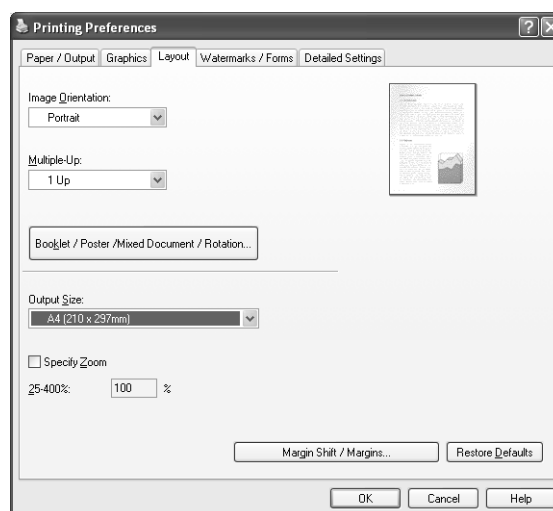 Printing Preferences
Paper / Output Graphics Layout Watermarks / Forms Detailed Settings
Image Orientation:
Portrait
Multiple-Up:
1 Up
Booklet / Poster /Mixed Document / Rotation...
Output Size:
A4 (210 x 297mm)
Specify Zoom
25-400%: 100 %
Margin Shift / Margins... Restore Defaults
OK Cancel Help